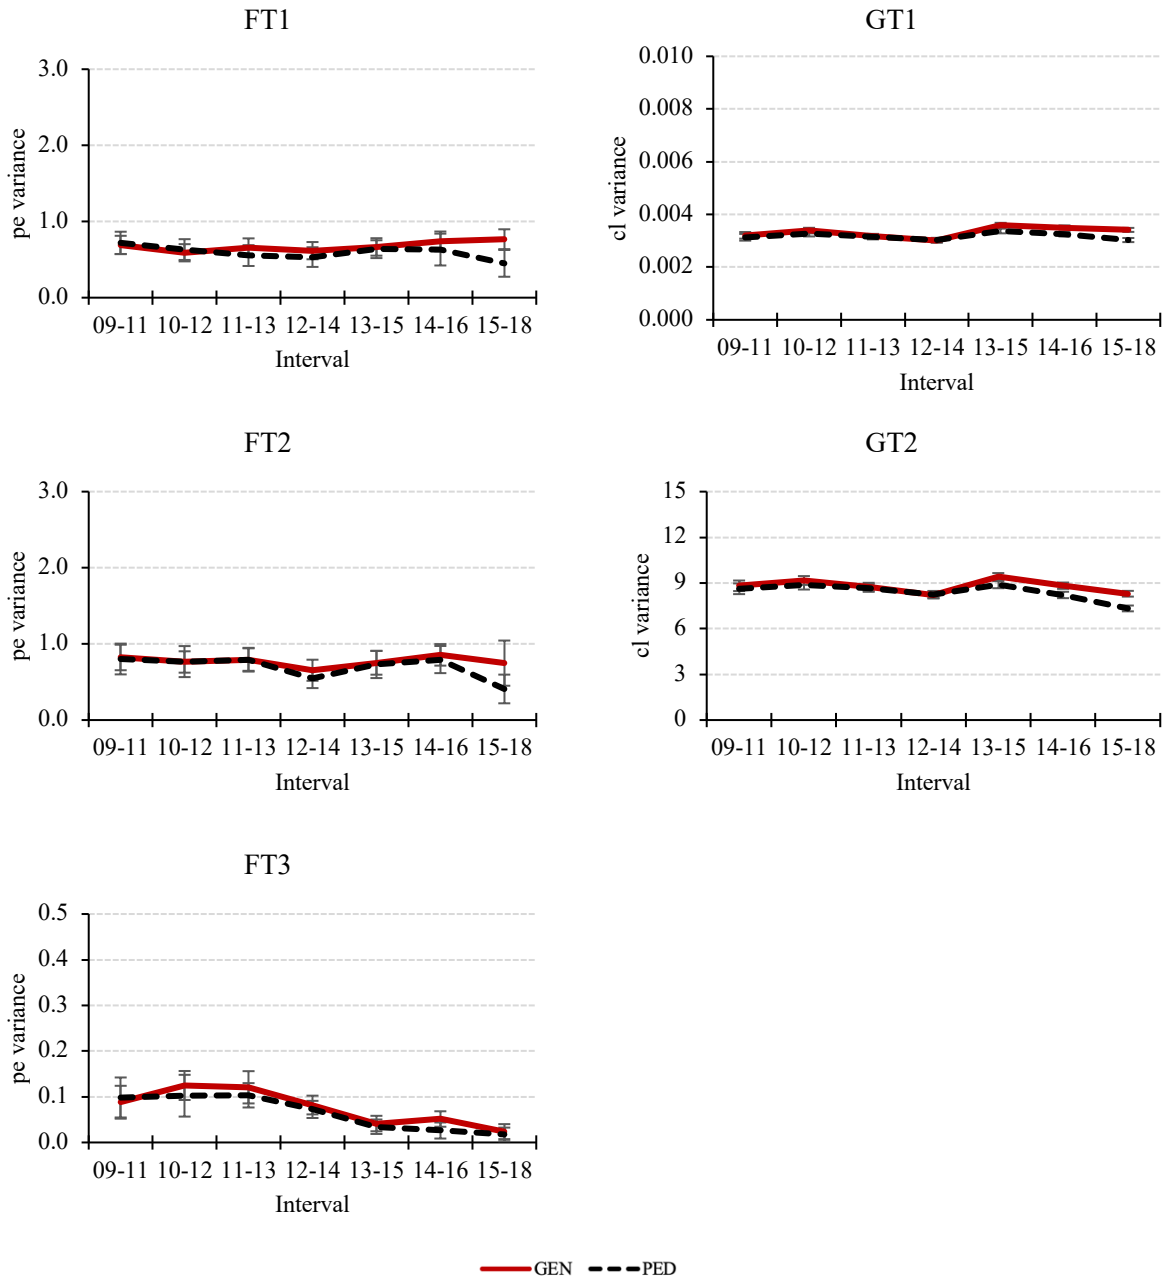 FT1
3.0
2.0
1.0
0.0
pe variance
09-11 10-12 11-13 12-14 13-15 14-16 15-18
Interval
GT1
0.010
0.008
0.006
0.004
0.002
0.000
cl variance
09-11 10-12 11-13 12-14 13-15 14-16 15-18
Interval
FT2
3.0
2.0
1.0
0.0
pe variance
09-11 10-12 11-13 12-14 13-15 14-16 15-18
Interval
GT2
15
12
9
6
3
0
cl variance
09-11 10-12 11-13 12-14 13-15 14-16 15-18
Interval
FT3
0.5
0.4
0.3
0.2
0.1
0.0
pe variance
09-11 10-12 11-13 12-14 13-15 14-16 15-18
Interval
GEN PED